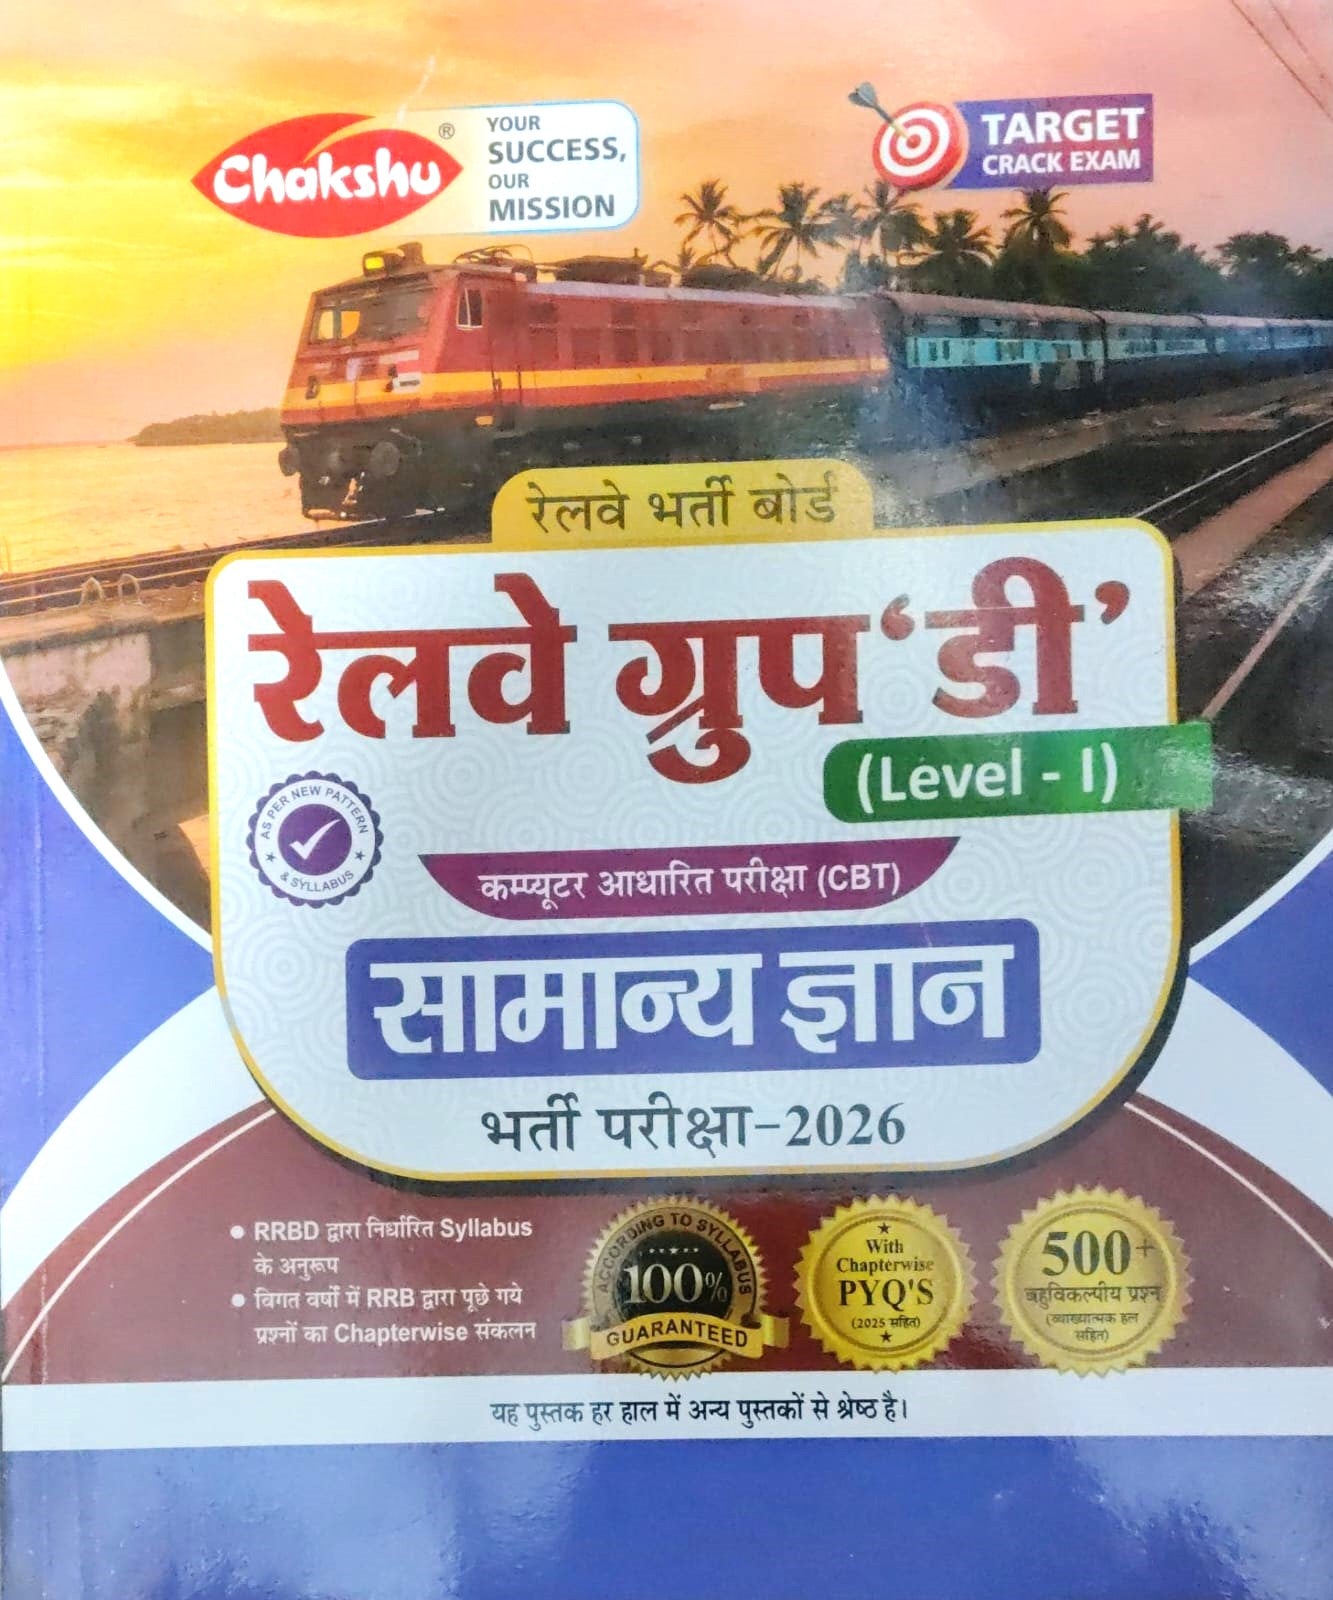 Chakshu®
YOUR
SUCCESS,
OUR
MISSION
TARGET
CRACK EXAM
रेलवे भर्ती बोर्ड
रेलवे ग्रुप ‘डी’
(Level - I)
AS PER NEW PATTERN
& SYLLABUS
कम्प्यूटर आधारित परीक्षा (CBT)
सामान्य ज्ञान
भर्ती परीक्षा-2026
• RRBD द्वारा निर्धारित Syllabus
के अनुरूप
• विगत वर्षों में RRB द्वारा पूछे गये
प्रश्नों का Chapterwise संकलन
ACCORDING TO SYLLABUS
100%
GUARANTEED
With
Chapterwise
PYQ'S
(2025 सहित)
500+
बहुविकल्पीय प्रश्न
(व्याख्यात्मक हल
सहित)
यह पुस्तक हर हाल में अन्य पुस्तकों से श्रेष्ठ है।